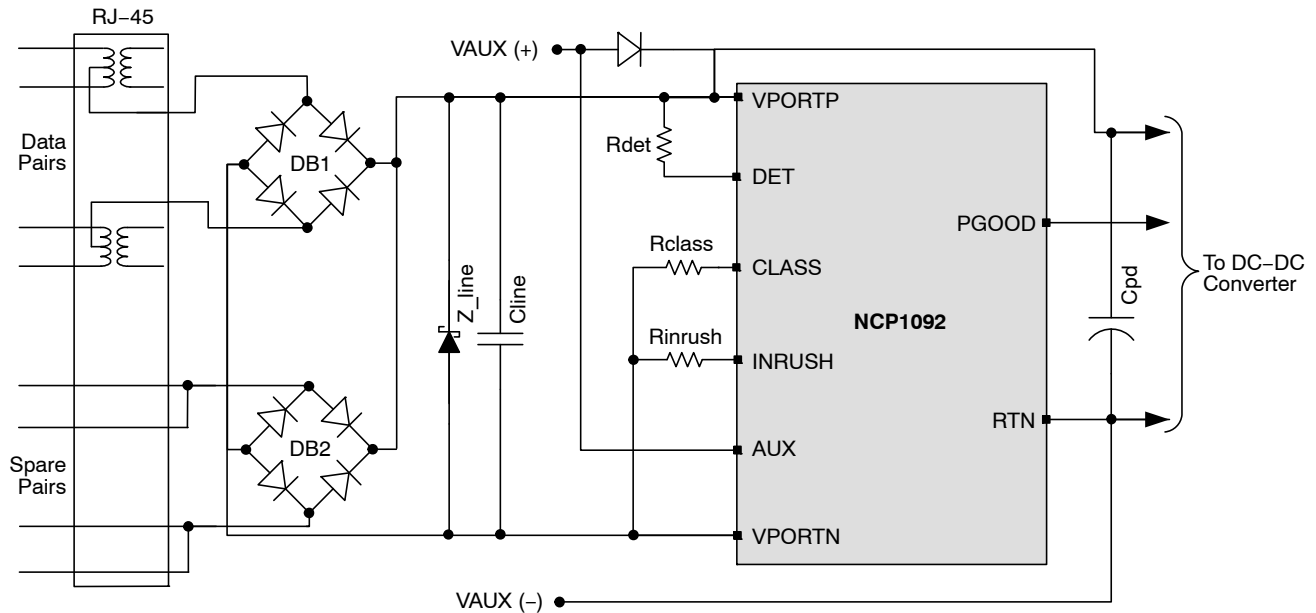 RJ−45
VAUX (+)
VPORTP
Data
Pairs
DB1
Rdet
DET
PGOOD
Rclass
CLASS
To DC−DC
Converter
Z_line
Cline
Cpd
NCP1092
Rinrush
INRUSH
RTN
DB2
AUX
Spare
Pairs
VPORTN
VAUX (−)